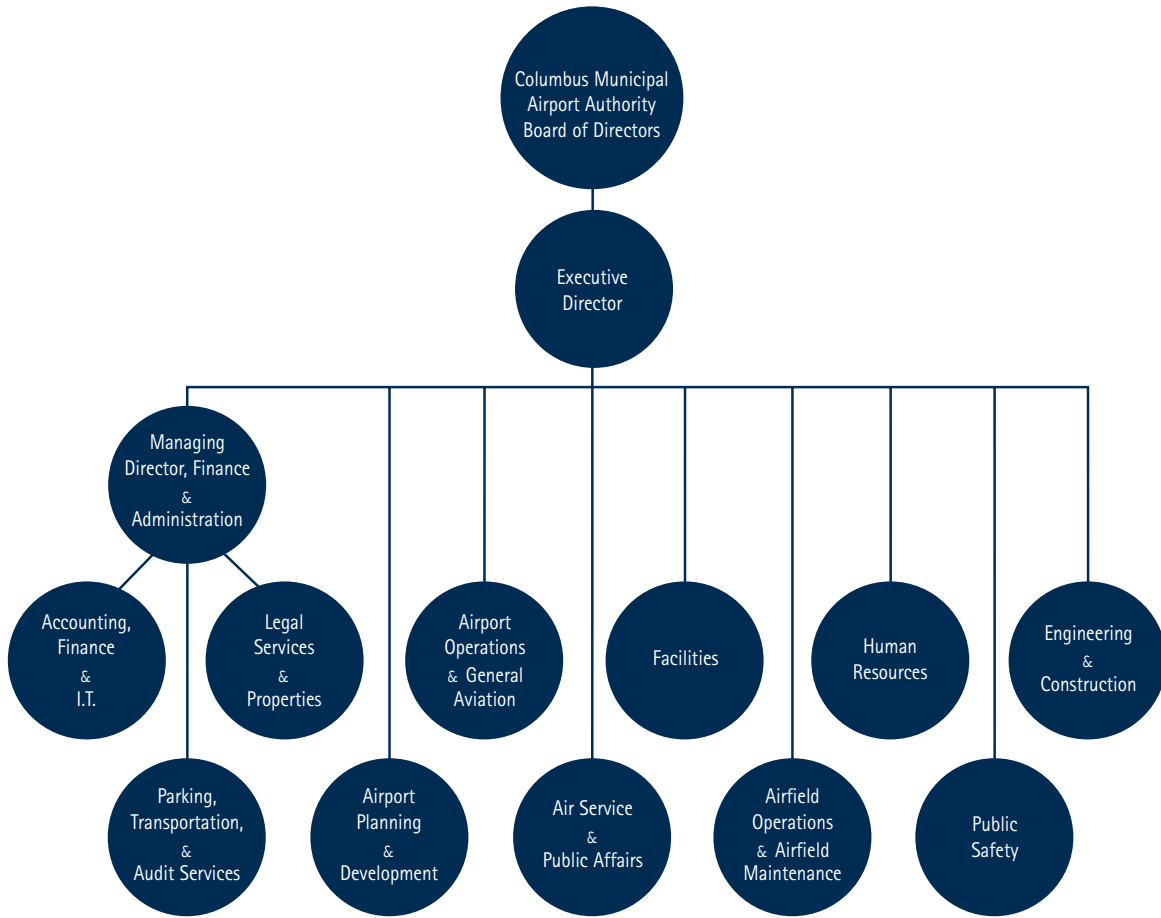 Columbus Municipal
Airport Authority
Board of Directors
Executive
Director
Managing
Director, Finance
&
Administration
Accounting,
Finance
&
I.T.
Legal
Services
&
Properties
Airport
Operations
& General
Aviation
Facilities
Human
Resources
Engineering
&
Construction
Parking,
Transportation,
&
Audit Services
Airport
Planning
&
Development
Air Service
&
Public Affairs
Airfield
Operations
& Airfield
Maintenance
Public
Safety